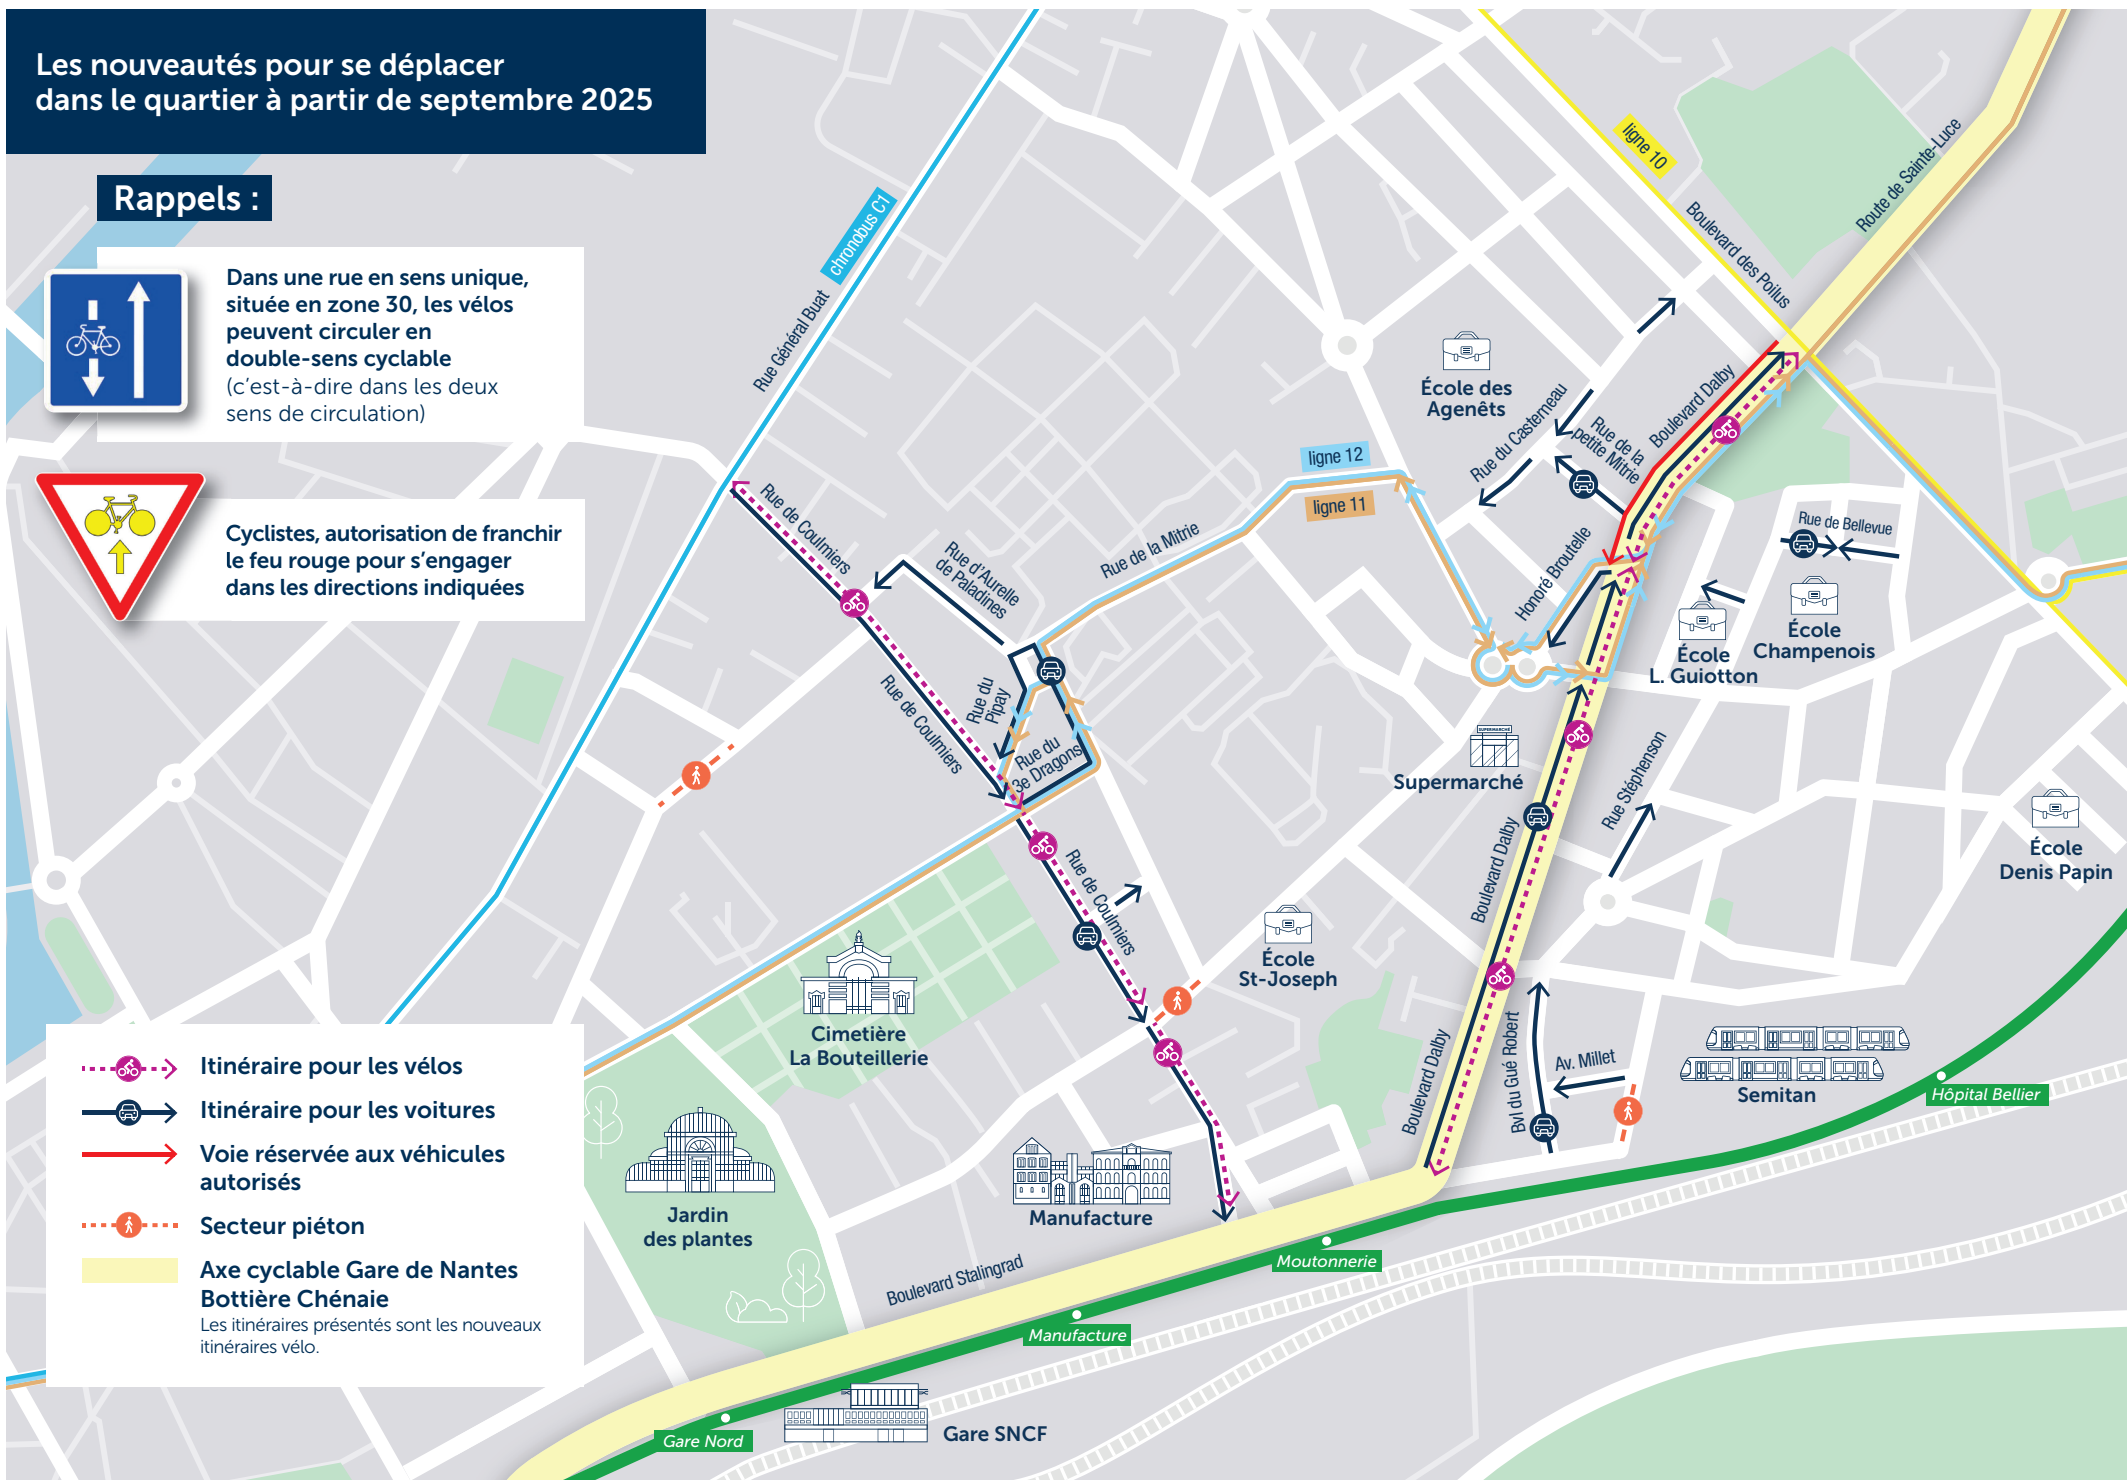 Les nouveautés pour se déplacer
dans le quartier à partir de septembre 2025
Rappels :
Dans une rue en sens unique,
située en zone 30, les vélos
peuvent circuler en
double-sens cyclable
(c'est-à-dire dans les deux
sens de circulation)
Cyclistes, autorisation de franchir
le feu rouge pour s'engager
dans les directions indiquées
chronobus C1
Rue Général Buat
ligne 10
Boulevard des Poilus
Route de Sainte-Luce
École des
Agenêts
Rue du Casterneau
Rue de la
petite Mitrie
Boulevard Dalby
ligne 12
ligne 11
Rue de la Mitrie
Honoré Broutelle
Rue de Bellevue
École
Champenois
École
L. Guiotton
Rue de Coulmiers
Rue d'Aurelle
de Paladines
Rue de Coulmiers
Rue du
Pipay
Rue du
3e Dragons
SUPERMARCHÉ
Supermarché
Rue Stéphenson
Boulevard Dalby
École
Denis Papin
Rue de Coulmiers
École
St-Joseph
Cimetière
La Bouteillerie
Boulevard Dalby
Bvl du Gué Robert
Av. Millet
Semitan
Hôpital Bellier
Jardin
des plantes
Manufacture
Boulevard Stalingrad
Moutonnerie
Manufacture
Gare Nord
Gare SNCF
Itinéraire pour les vélos
Itinéraire pour les voitures
Voie réservée aux véhicules
autorisés
Secteur piéton
Axe cyclable Gare de Nantes
Bottière Chénaie
Les itinéraires présentés sont les nouveaux
itinéraires vélo.